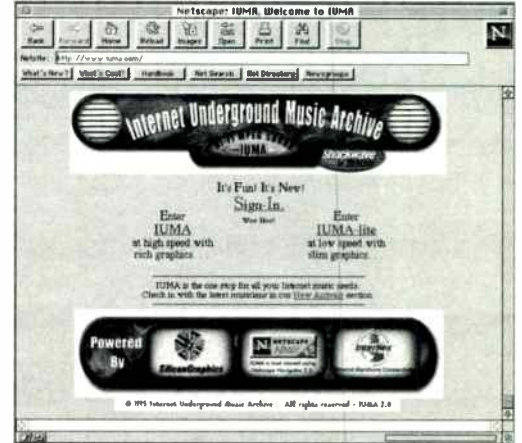 Netscape: IUMA, Welcome to IUMA
Back Forward Home Reload Images Open Print Find Stop
Netsite: http://www.iuma.com/
What's New? What's Cool? Handbook Net Search Net Directory Newsgroups
Internet Underground Music Archive
IUMA
Shockwave
It's Fun! It's New!
Sign-In.
Woo Hoo!
Enter
IUMA
at high speed with
rich graphics . . .
Enter
IUMA-lite
at low speed with
slim graphics . . .
IUMA is the one stop for all your Internet music needs.
Check in with the latest musicians in our New Arrivals section.
Powered
By
SiliconGraphics
NETSCAPE
© 1995 Internet Underground Music Archive All rights reserved - IUMA 2.0